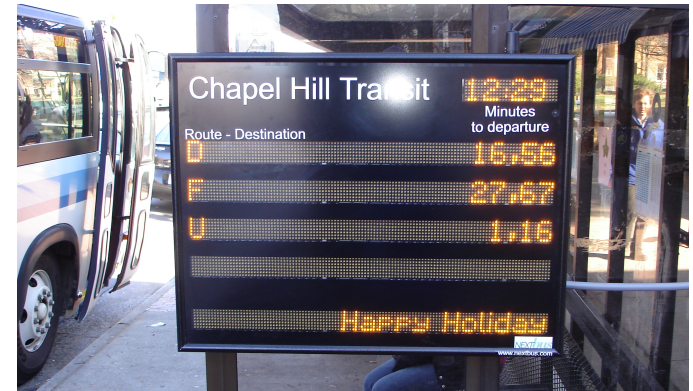 Chapel Hill Transit
12:29
Minutes
to departure
Route - Destination
D 16,56
F 27,67
U 1,16
Happy Holiday
NEXTBUS
www.nextbus.com